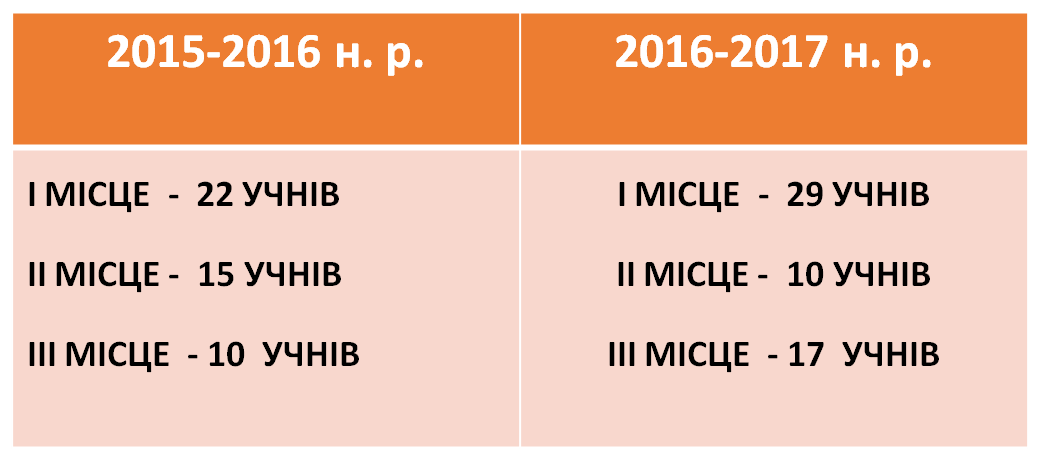 2015-2016 н. р.
2016-2017 н. р.
І МІСЦЕ - 22 УЧНІВ
ІІ МІСЦЕ - 15 УЧНІВ
ІІІ МІСЦЕ - 10 УЧНІВ
І МІСЦЕ - 29 УЧНІВ
ІІ МІСЦЕ - 10 УЧНІВ
ІІІ МІСЦЕ - 17 УЧНІВ